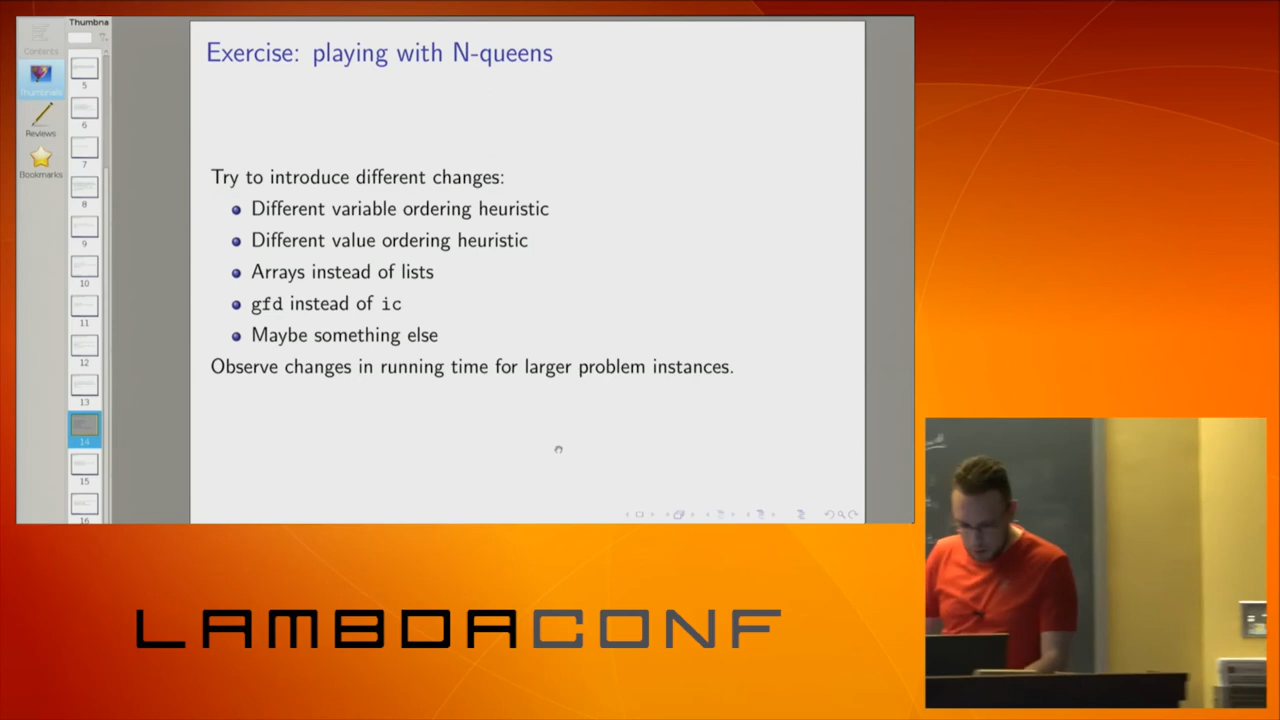 Thumbna
Contents
Thumbnails
Reviews
Bookmarks
5
6
7
8
9
10
11
12
13
14
15
16
Exercise: playing with N-queens
Try to introduce different changes:
Different variable ordering heuristic
Different value ordering heuristic
Arrays instead of lists
gfd instead of ic
Maybe something else
Observe changes in running time for larger problem instances.
LAMBDACONF